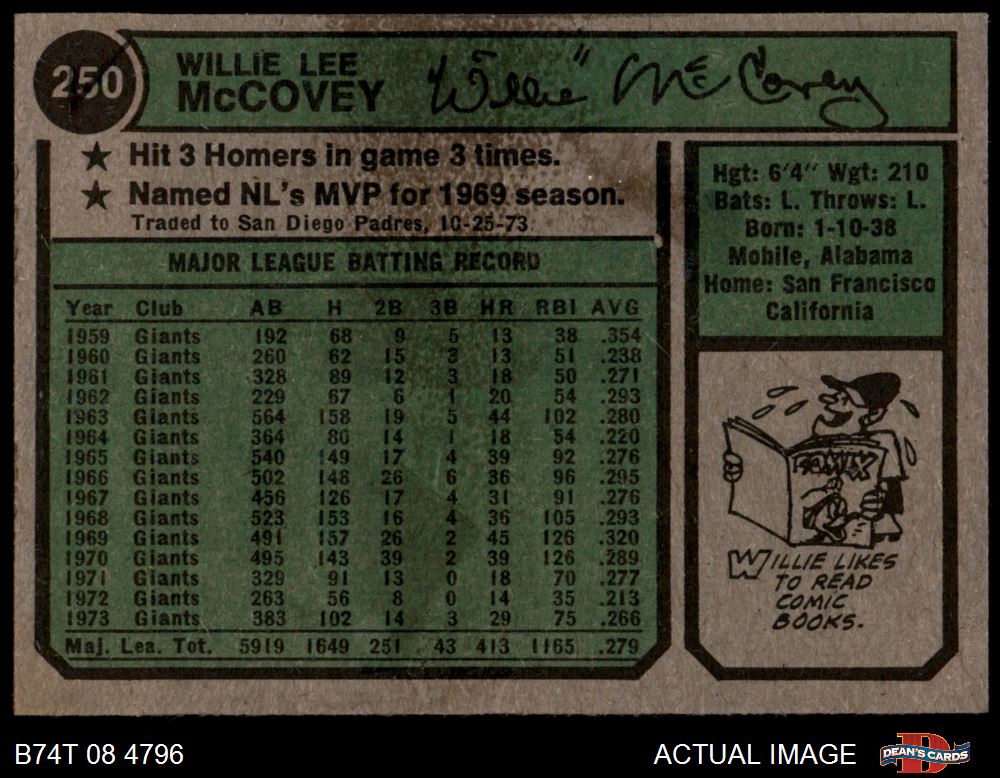 250
WILLIE LEE
McCOVEY
"Willie" McCovey
★ Hit 3 Homers in game 3 times.
★ Named NL's MVP for 1969 season.
Traded to San Diego Padres, 10-25-73
MAJOR LEAGUE BATTING RECORD
Year Club AB H 2B 3B HR RBI AVG
1959 Giants 192 68 9 5 13 38 .354
1960 Giants 260 62 15 3 13 51 .238
1961 Giants 328 89 12 3 18 50 .271
1962 Giants 229 67 6 1 20 54 .293
1963 Giants 564 158 19 5 44 102 .280
1964 Giants 364 80 14 1 18 54 .220
1965 Giants 540 149 17 4 39 92 .276
1966 Giants 502 148 26 6 36 96 .295
1967 Giants 456 126 17 4 31 91 .276
1968 Giants 523 153 16 4 36 105 .293
1969 Giants 491 157 26 2 45 126 .320
1970 Giants 495 143 39 2 39 126 .289
1971 Giants 329 91 13 0 18 70 .277
1972 Giants 263 56 8 0 14 35 .213
1973 Giants 383 102 14 3 29 75 .266
Maj. Lea. Tot. 5919 1649 251 43 413 1165 .279
Hgt: 6'4" Wgt: 210
Bats: L. Throws: L.
Born: 1-10-38
Mobile, Alabama
Home: San Francisco
California
COMIX
WILLIE LIKES
TO READ
COMIC
BOOKS.
B74T 08 4796
ACTUAL IMAGE
DEAN'S CARDS